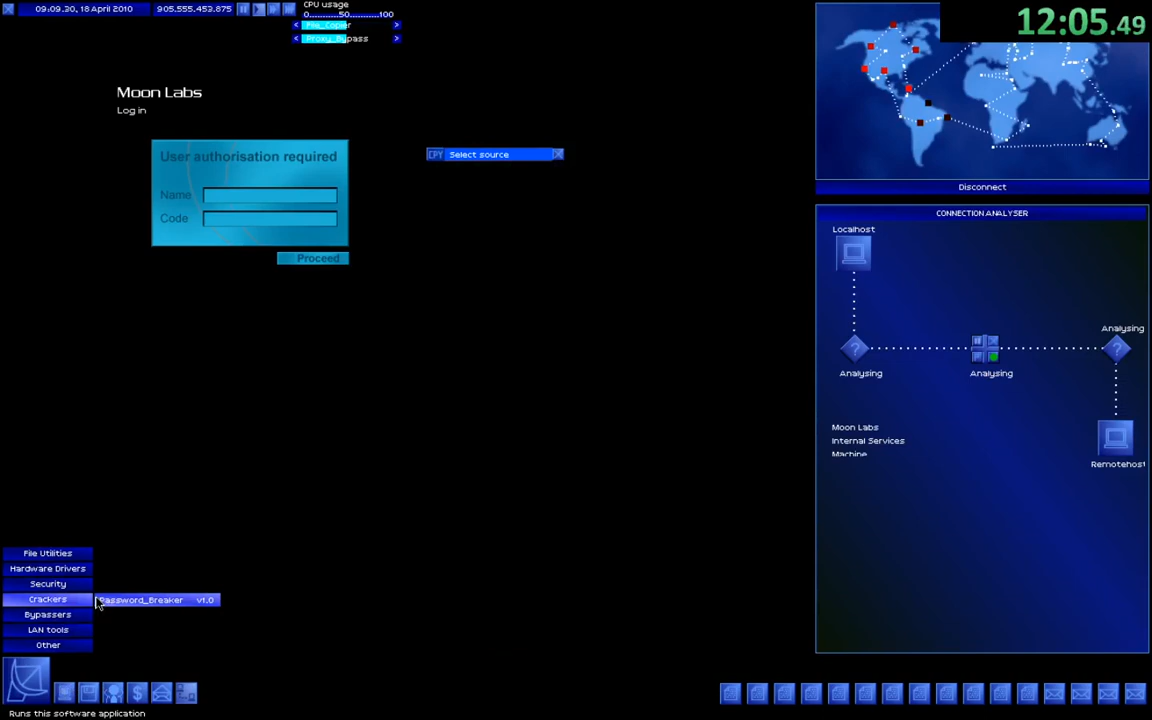 09:09.30, 18 April 2010
905.555.453.875
CPU usage
0.......50.......100
File_Copier
Proxy_Bypass
12:05.49
Moon Labs
Log in
User authorisation required
Name
Code
Proceed
CPY Select source
Disconnect
CONNECTION ANALYSER
Localhost
Analysing
Analysing
Analysing
Moon Labs
Internal Services
Machine
Remotehost
File Utilities
Hardware Drivers
Security
Crackers
Password_Breaker v1.0
Bypassers
LAN tools
Other
Runs this software application